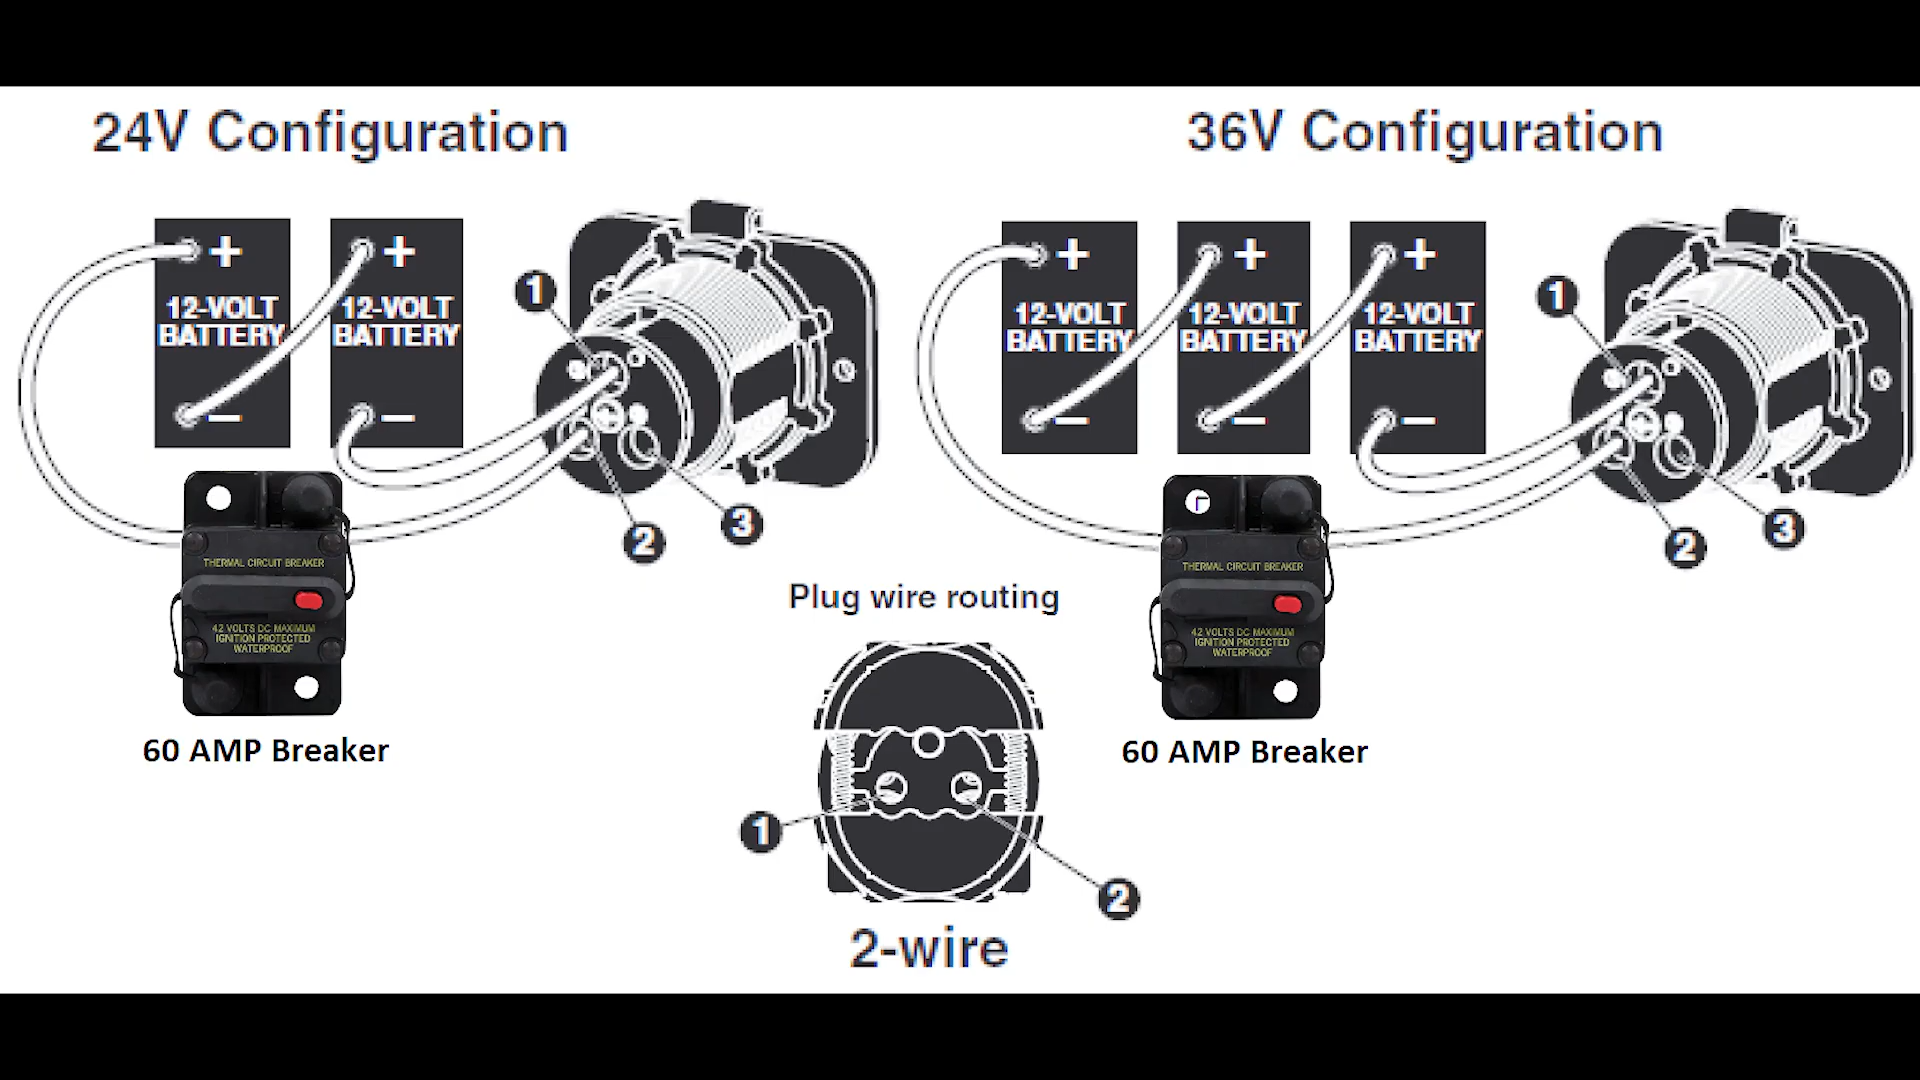 24V Configuration
36V Configuration
+
+
12-VOLT
BATTERY
12-VOLT
BATTERY
–
–
1
2
3
+
+
+
12-VOLT
BATTERY
12-VOLT
BATTERY
12-VOLT
BATTERY
–
–
–
1
2
3
THERMAL CIRCUIT BREAKER
42 VOLTS DC MAXIMUM
IGNITION PROTECTED
WATERPROOF
60 AMP Breaker
Plug wire routing
1
2
2-wire
THERMAL CIRCUIT BREAKER
42 VOLTS DC MAXIMUM
IGNITION PROTECTED
WATERPROOF
60 AMP Breaker